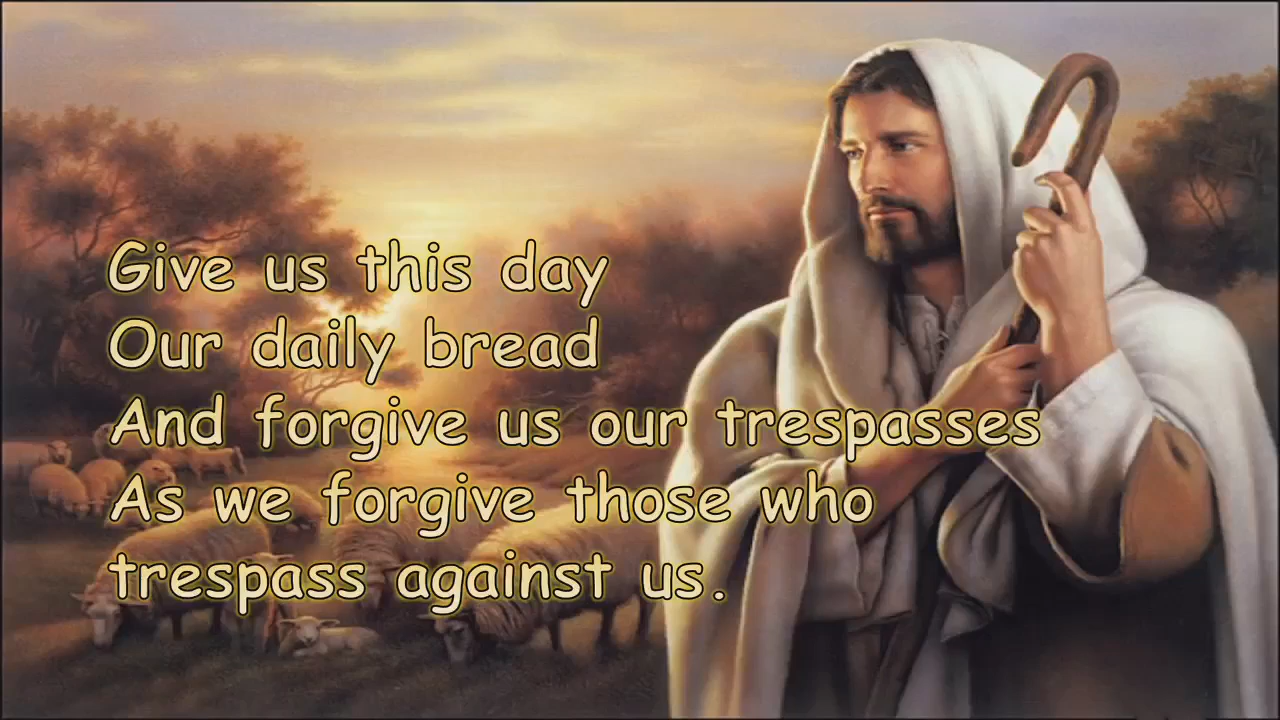 Give us this day
Our daily bread
And forgive us our trespasses
As we forgive those who
trespass against us.